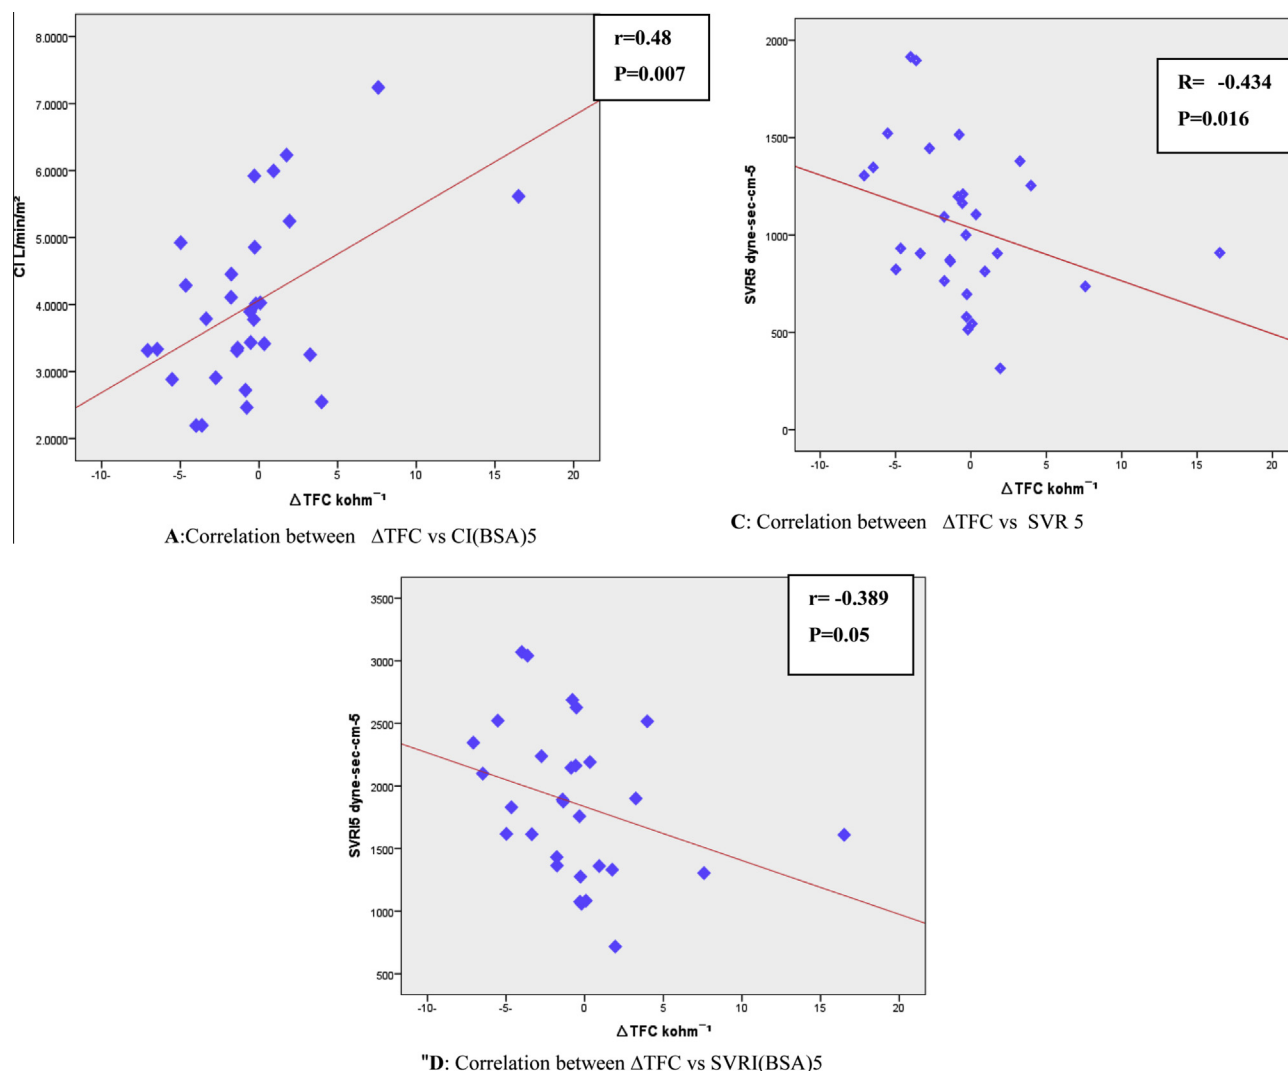 r=0.48
P=0.007
8.0000
7.0000
6.0000
5.0000
4.0000
3.0000
2.0000
CI L/min/m²
-10-
-5-
0
5
10
15
20
ΔTFC kohm⁻¹
A:Correlation between ΔTFC vs CI(BSA)5
R= -0.434
P=0.016
2000
1500
1000
500
0
SVR5 dyne-sec-cm-5
-10-
-5-
0
5
10
15
20
ΔTFC kohm⁻¹
C: Correlation between ΔTFC vs SVR 5
r= -0.389
P=0.05
3500
3000
2500
2000
1500
1000
500
SVRI5 dyne-sec-cm-5
-10-
-5-
0
5
10
15
20
ΔTFC kohm⁻¹
"D: Correlation between ΔTFC vs SVRI(BSA)5